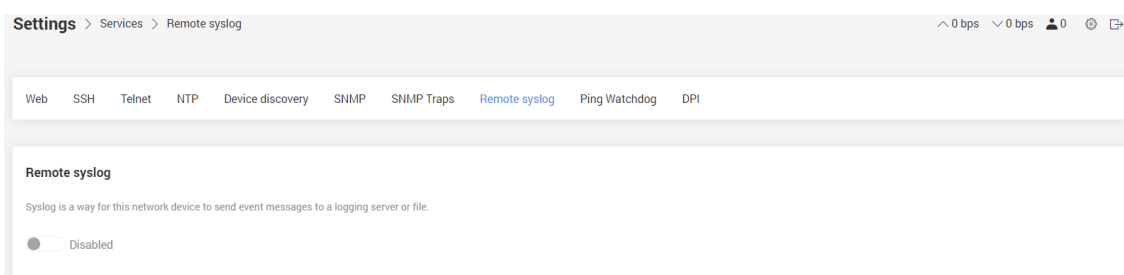 Settings > Services > Remote syslog 0 bps 0 bps 0
Web SSH Telnet NTP Device discovery SNMP SNMP Traps Remote syslog Ping Watchdog DPI
Remote syslog
Syslog is a way for this network device to send event messages to a logging server or file.
Disabled